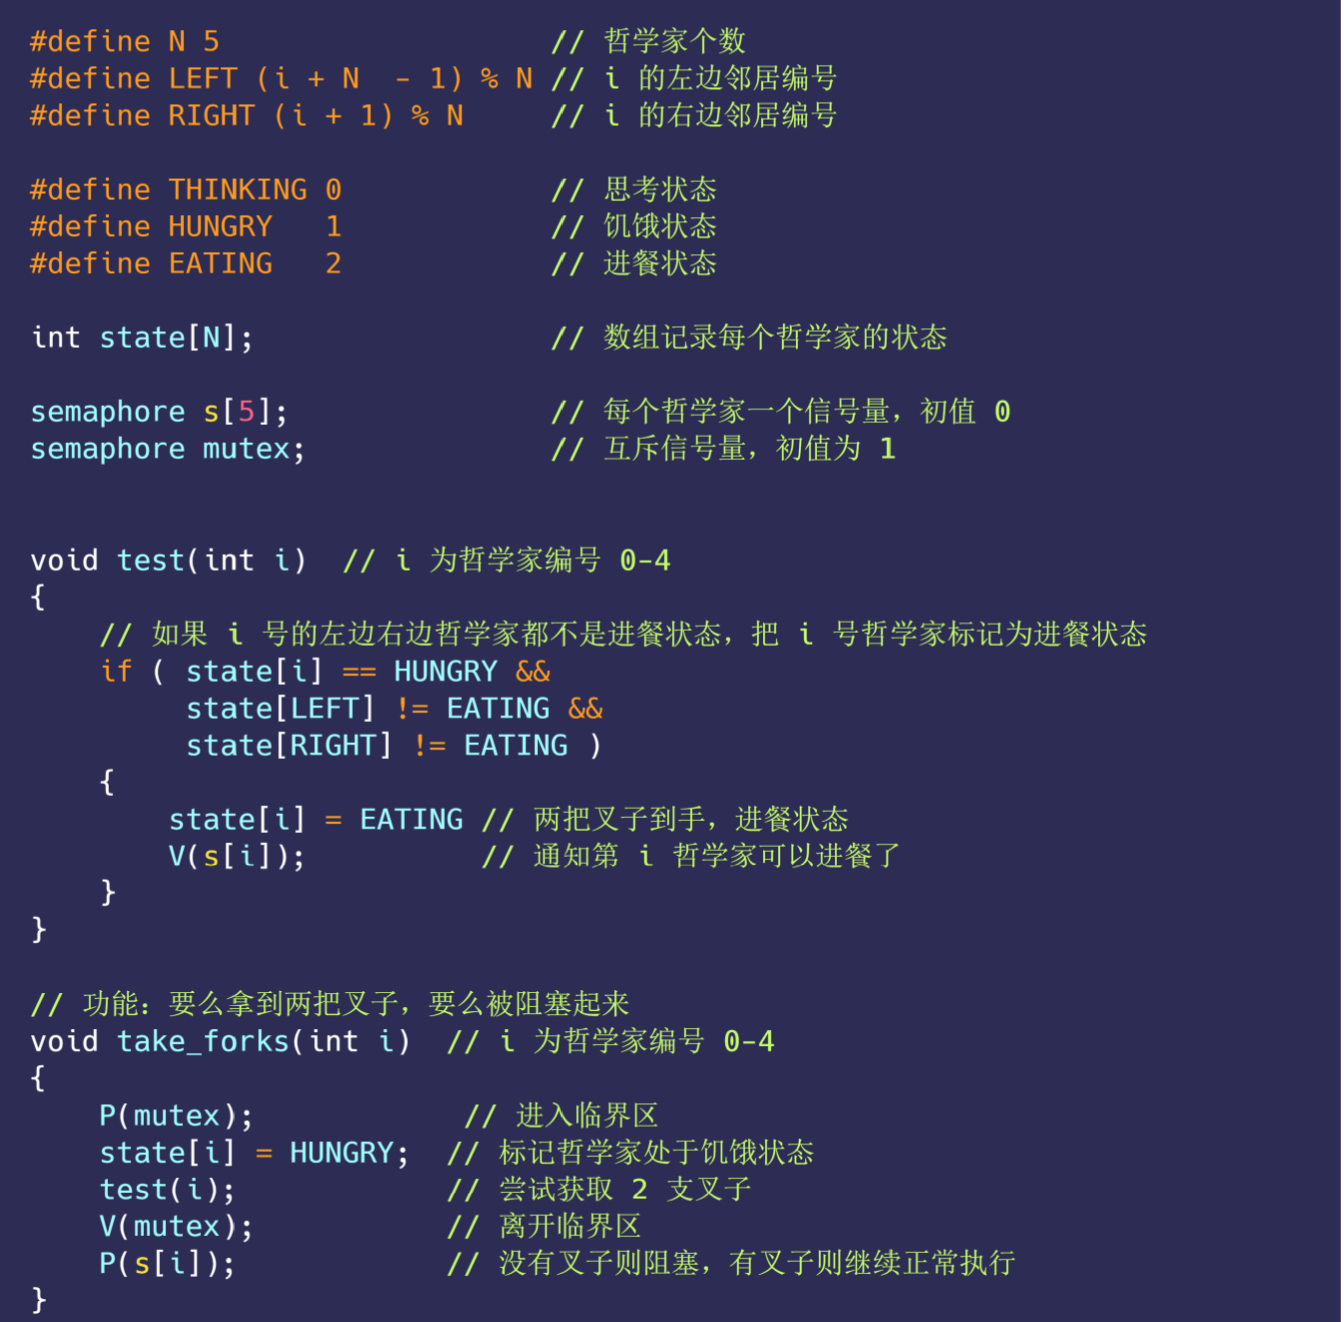 #define N 5                   // 哲学家个数
#define LEFT (i + N  - 1) % N // i 的左边邻居编号
#define RIGHT (i + 1) % N     // i 的右边邻居编号
#define THINKING 0            // 思考状态
#define HUNGRY   1            // 饥饿状态
#define EATING   2            // 进餐状态
int state[N];                 // 数组记录每个哲学家的状态
semaphore s[5];               // 每个哲学家一个信号量，初值 0
semaphore mutex;              // 互斥信号量，初值为 1
void test(int i)  // i 为哲学家编号 0-4
{
    // 如果 i 号的左边右边哲学家都不是进餐状态，把 i 号哲学家标记为进餐状态
    if ( state[i] == HUNGRY &&
         state[LEFT] != EATING &&
         state[RIGHT] != EATING )
    {
        state[i] = EATING // 两把叉子到手，进餐状态
        V(s[i]);          // 通知第 i 哲学家可以进餐了
    }
}
// 功能：要么拿到两把叉子，要么被阻塞起来
void take_forks(int i)  // i 为哲学家编号 0-4
{
    P(mutex);            // 进入临界区
    state[i] = HUNGRY;  // 标记哲学家处于饥饿状态
    test(i);            // 尝试获取 2 支叉子
    V(mutex);           // 离开临界区
    P(s[i]);            // 没有叉子则阻塞，有叉子则继续正常执行
}